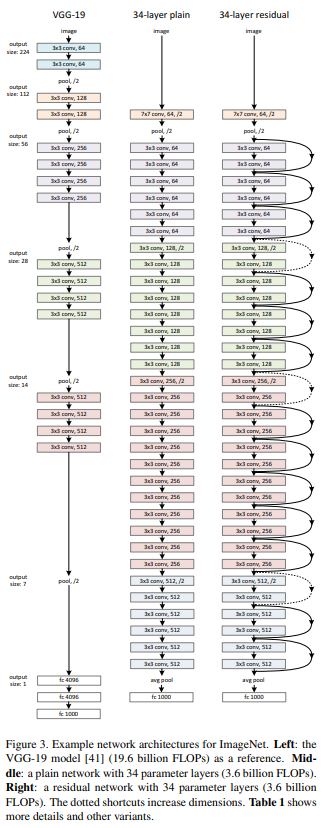 output
size: 224
output
size: 112
output
size: 56
output
size: 28
output
size: 14
output
size: 7
output
size: 1
VGG-19
image
3x3 conv, 64
3x3 conv, 64
pool, /2
3x3 conv, 128
3x3 conv, 128
pool, /2
3x3 conv, 256
3x3 conv, 256
3x3 conv, 256
3x3 conv, 256
pool, /2
3x3 conv, 512
3x3 conv, 512
3x3 conv, 512
3x3 conv, 512
pool, /2
3x3 conv, 512
3x3 conv, 512
3x3 conv, 512
3x3 conv, 512
pool, /2
fc 4096
fc 4096
fc 1000
34-layer plain
image
7x7 conv, 64, /2
pool, /2
3x3 conv, 64
3x3 conv, 64
3x3 conv, 64
3x3 conv, 64
3x3 conv, 64
3x3 conv, 64
3x3 conv, 128, /2
3x3 conv, 128
3x3 conv, 128
3x3 conv, 128
3x3 conv, 128
3x3 conv, 128
3x3 conv, 128
3x3 conv, 128
3x3 conv, 256, /2
3x3 conv, 256
3x3 conv, 256
3x3 conv, 256
3x3 conv, 256
3x3 conv, 256
3x3 conv, 256
3x3 conv, 256
3x3 conv, 256
3x3 conv, 256
3x3 conv, 256
3x3 conv, 256
3x3 conv, 512, /2
3x3 conv, 512
3x3 conv, 512
3x3 conv, 512
3x3 conv, 512
3x3 conv, 512
avg pool
fc 1000
34-layer residual
image
7x7 conv, 64, /2
pool, /2
3x3 conv, 64
3x3 conv, 64
3x3 conv, 64
3x3 conv, 64
3x3 conv, 64
3x3 conv, 64
3x3 conv, 128, /2
3x3 conv, 128
3x3 conv, 128
3x3 conv, 128
3x3 conv, 128
3x3 conv, 128
3x3 conv, 128
3x3 conv, 128
3x3 conv, 256, /2
3x3 conv, 256
3x3 conv, 256
3x3 conv, 256
3x3 conv, 256
3x3 conv, 256
3x3 conv, 256
3x3 conv, 256
3x3 conv, 256
3x3 conv, 256
3x3 conv, 256
3x3 conv, 256
3x3 conv, 512, /2
3x3 conv, 512
3x3 conv, 512
3x3 conv, 512
3x3 conv, 512
3x3 conv, 512
avg pool
fc 1000
Figure 3. Example network architectures for ImageNet. Left: the
VGG-19 model [41] (19.6 billion FLOPs) as a reference. Mid-
dle: a plain network with 34 parameter layers (3.6 billion FLOPs).
Right: a residual network with 34 parameter layers (3.6 billion
FLOPs). The dotted shortcuts increase dimensions. Table 1 shows
more details and other variants.